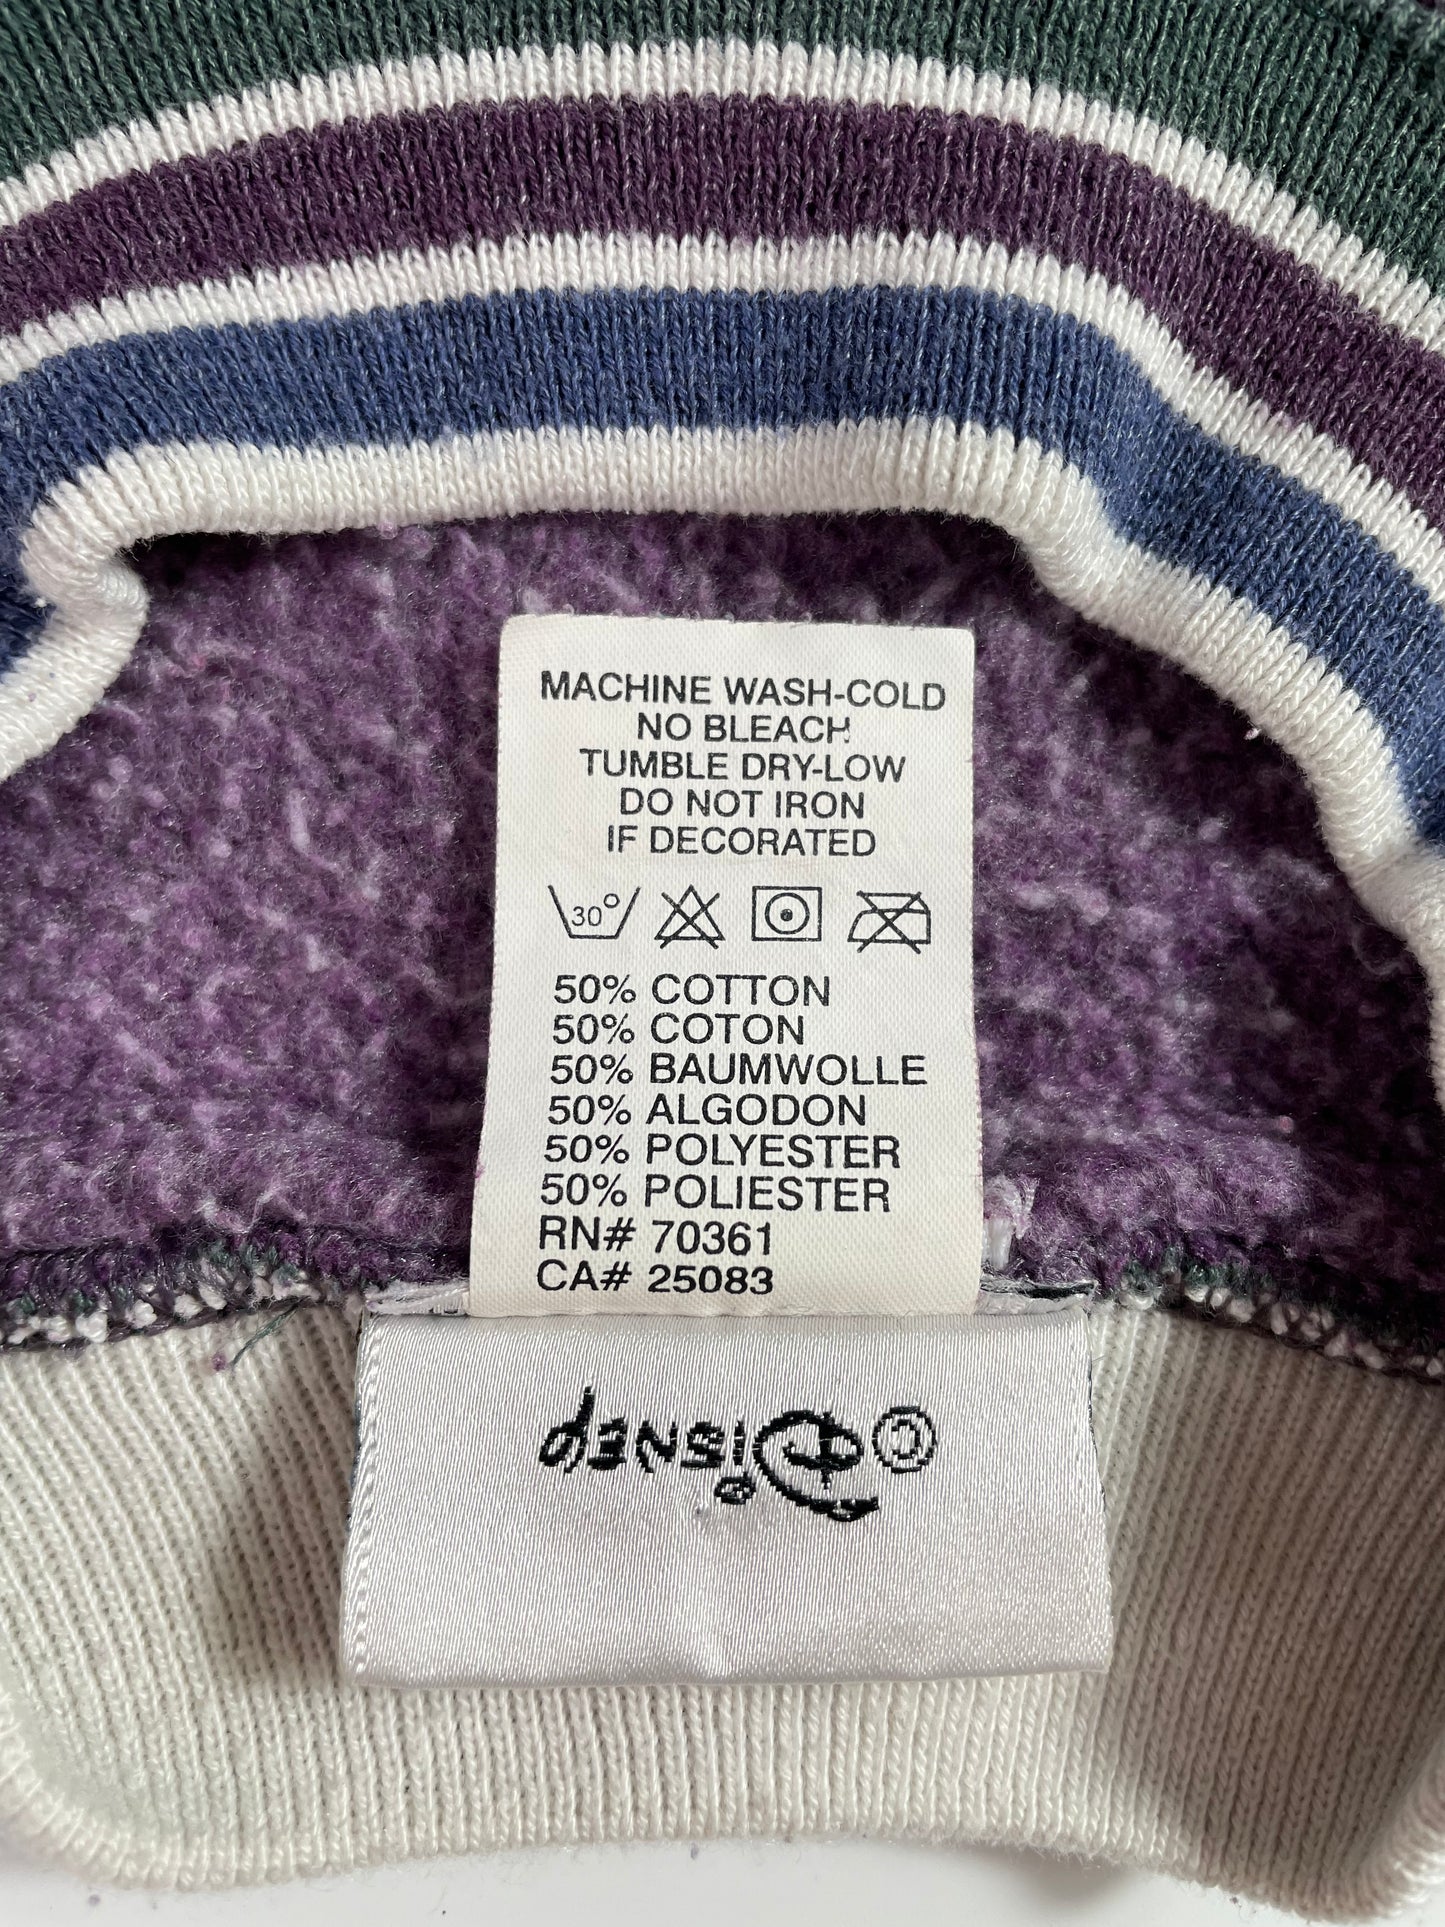 MACHINE WASH-COLD
NO BLEACH
TUMBLE DRY-LOW
DO NOT IRON
IF DECORATED
30°
50% COTTON
50% COTON
50% BAUMWOLLE
50% ALGODON
50% POLYESTER
50% POLIESTER
RN# 70361
CA# 25083
© Disney